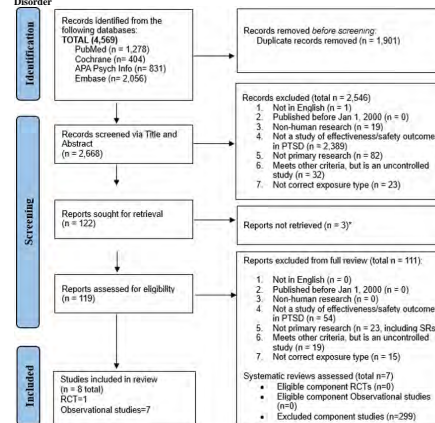 Disorder
Identification
Records identified from the
following databases:
TOTAL (4,569)
PubMed (n = 1,278)
Cochrane (n= 404)
APA Psych Info (n = 831)
Embase (n = 2,056)
Records removed before screening:
Duplicate records removed (n = 1,901)
Screening
Records screened via Title and
Abstract
(n = 2,668)
Records excluded (total n = 2,546)
1. Not in English (n = 1)
2. Published before Jan 1, 2000 (n = 0)
3. Non-human research (n = 19)
4. Not a study of effectiveness/safety outcome
in PTSD (n = 2,389)
5. Not primary research (n = 82)
6. Meets other criteria, but is an uncontrolled
study (n = 32)
7. Not correct exposure type (n = 23)
Reports sought for retrieval
(n = 122)
Reports not retrieved (n = 3)*
Reports assessed for eligibility
(n = 119)
Reports excluded from full review (total n = 111):
1. Not in English (n = 0)
2. Published before Jan 1, 2000 (n = 0)
3. Non-human research (n = 0)
4. Not a study of effectiveness/safety outcome
in PTSD (n = 54)
5. Not primary research (n = 23, including SRs
6. Meets other criteria, but is an uncontrolled
study (n = 19)
7. Not correct exposure type (n = 15)
Systematic reviews assessed (total n=7)
• Eligible component RCTs (n=0)
• Eligible component Observational studies
(n=0)
• Excluded component studies (n=299)
Included
Studies included in review
(n = 8 total)
RCT=1
Observational studies=7